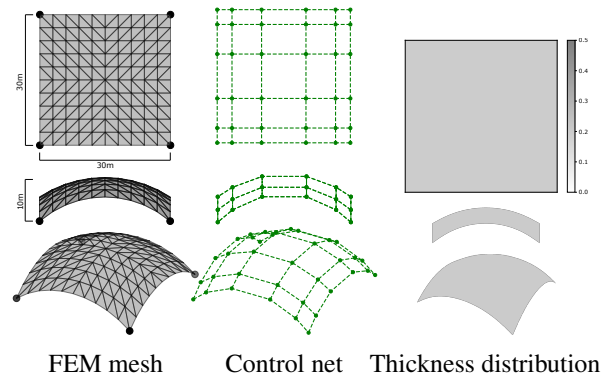 30m
30m
10m
0.5
0.4
0.3
0.2
0.1
0.0
FEM mesh
Control net
Thickness distribution